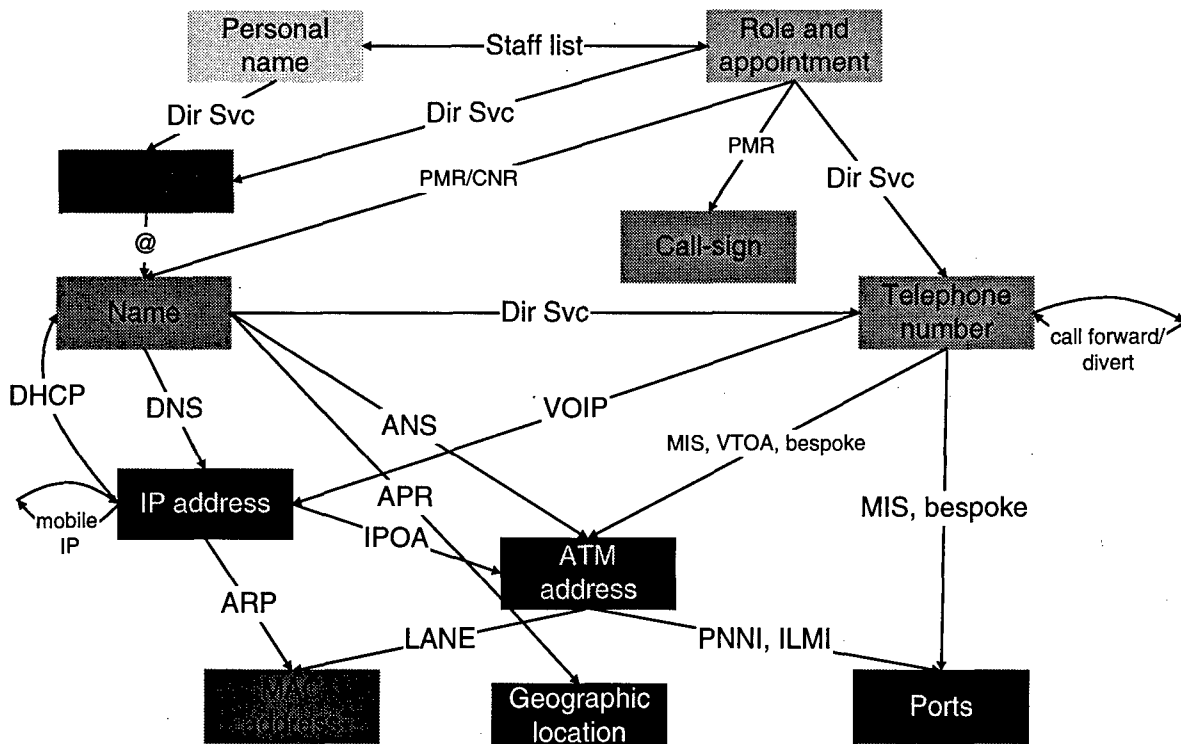 Personal
name
Staff list
Role and
appointment
Dir Svc
Dir Svc
PMR/CNR
PMR
Dir Svc
@
Call-sign
Name
Dir Svc
Telephone
number
call forward/
divert
DHCP
DNS
ANS
VOIP
MIS, VTOA, bespoke
mobile
IP
IP address
APR
IPOA
MIS, bespoke
ATM
address
ARP
LANE
PNNI, ILMI
MAC
address
Geographic
location
Ports